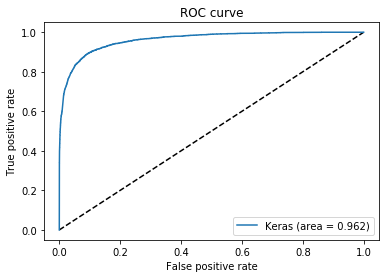 ROC curve
True positive rate
1.0
0.8
0.6
0.4
0.2
0.0
Keras (area = 0.962)
0.0 0.2 0.4 0.6 0.8 1.0
False positive rate